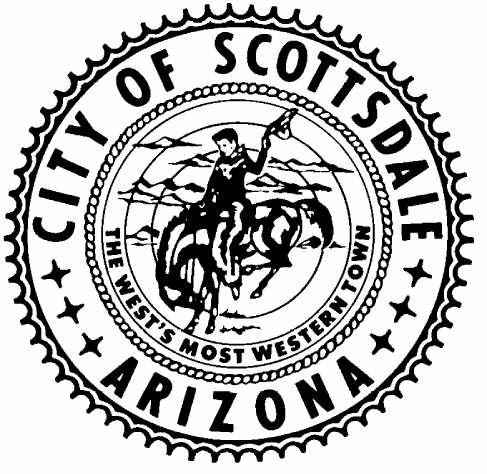 CITY OF SCOTTSDALE
THE WEST'S MOST WESTERN TOWN
ARIZONA